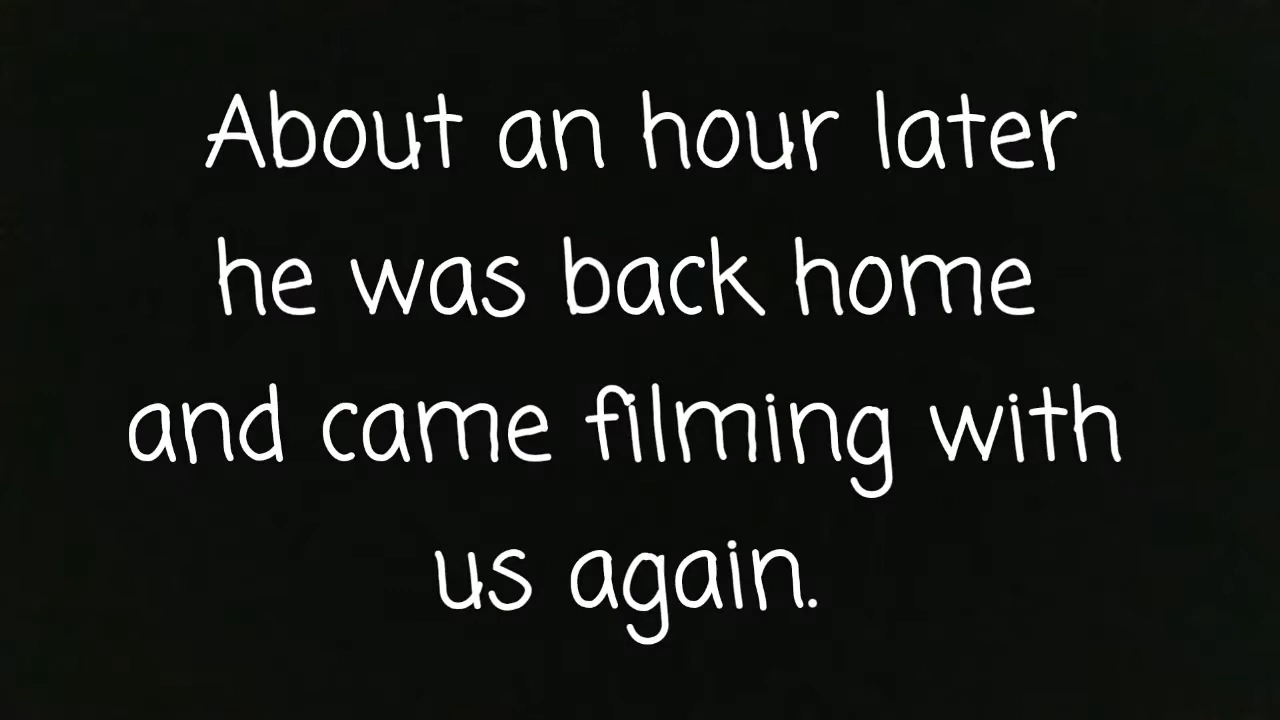 About an hour later
he was back home
and came filming with
us again.